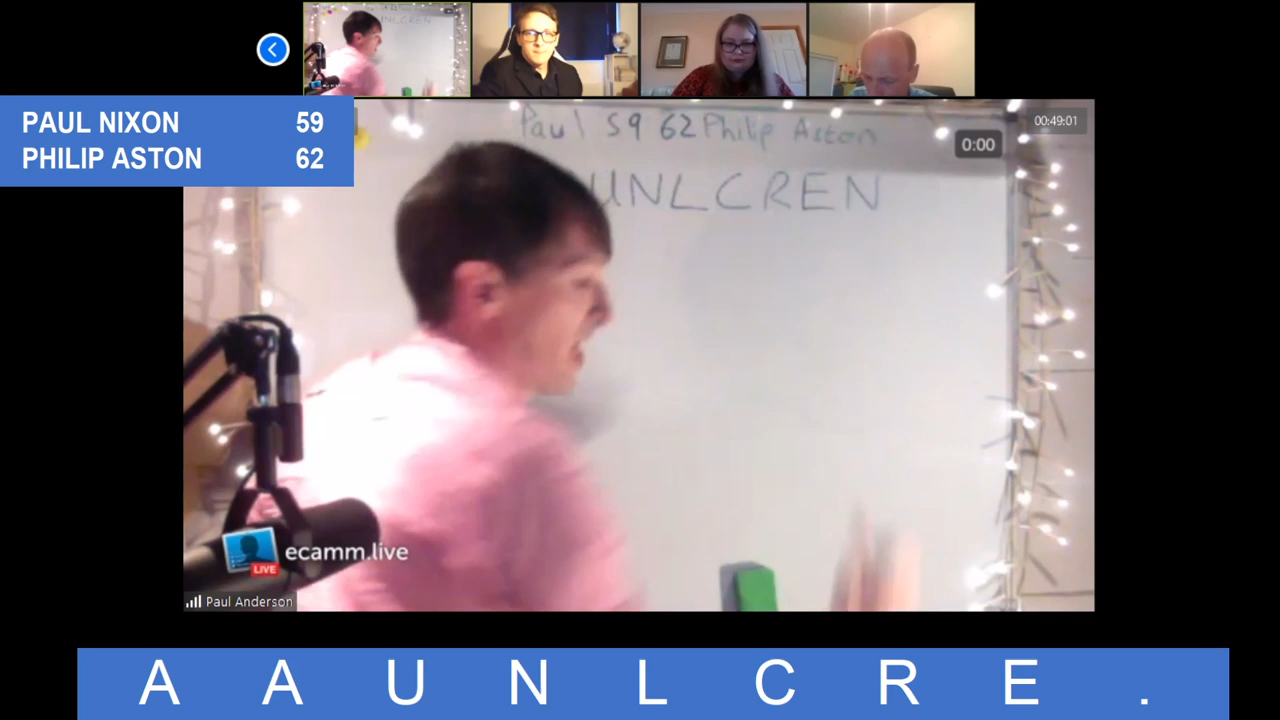 PAUL NIXON 59
PHILIP ASTON 62
00:49:01
0:00
Paul 59 62 Philip Aston
UNLCREN
ecamm.live
LIVE
Paul Anderson
A A U N L C R E .